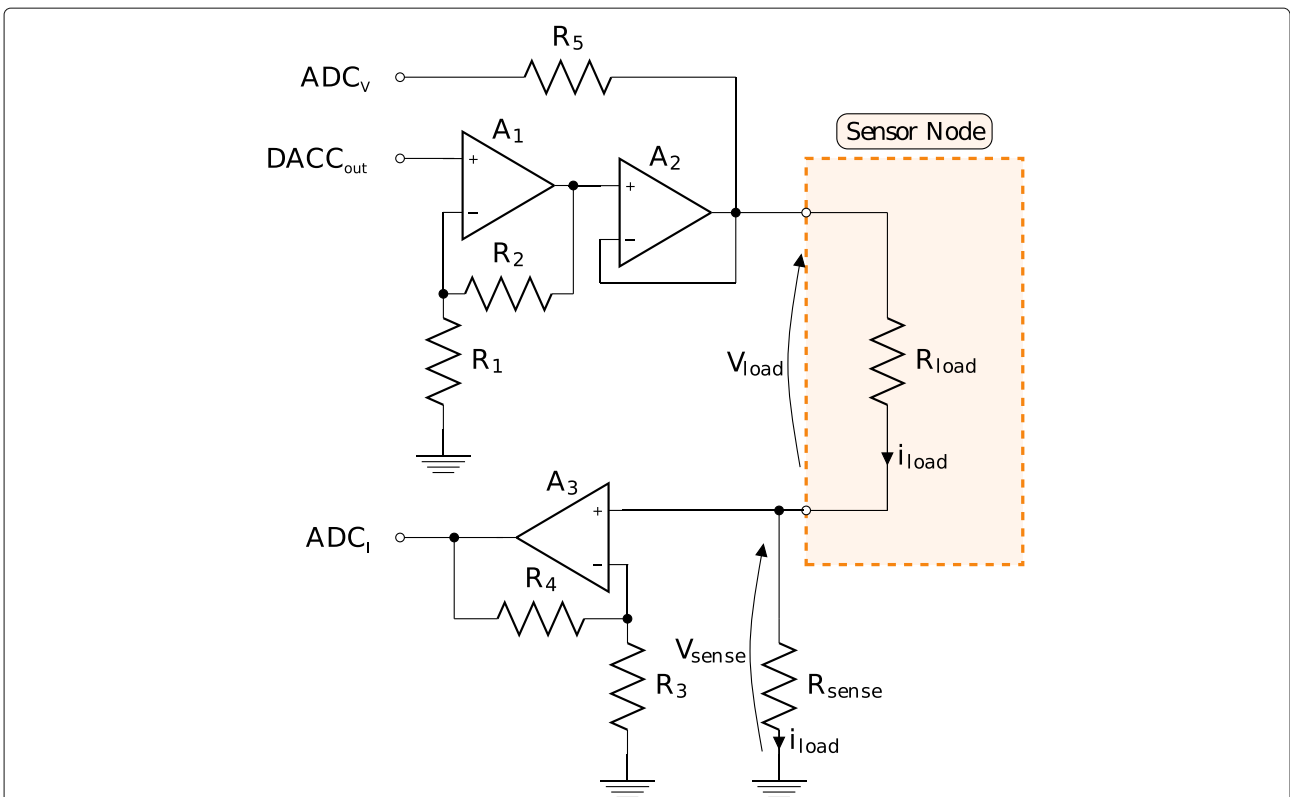 R5
ADCV
Sensor Node
A1
DACCout
A2
+
+
−
−
R2
R1
Vload
Rload
iload
A3
+
ADCI
−
R4
Vsense
R3
Rsense
iload